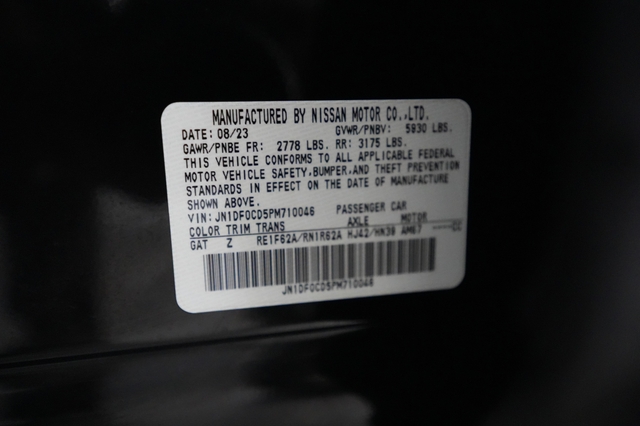 MANUFACTURED BY NISSAN MOTOR CO.,LTD.
DATE: 08/23 GVWR/PNBV: 5930 LBS.
GAWR/PNBE FR: 2778 LBS. RR: 3175 LBS.
THIS VEHICLE CONFORMS TO ALL APPLICABLE FEDERAL
MOTOR VEHICLE SAFETY, BUMPER, AND THEFT PREVENTION
STANDARDS IN EFFECT ON THE DATE OF MANUFACTURE
SHOWN ABOVE.
VIN: JN1DF0CD5PM710046 PASSENGER CAR
COLOR TRIM TRANS AXLE MOTOR
GAT Z RE1F62A/RN1R62A HJ42/HN38 AM67 -----CC
JN1DF0CD5PM710046